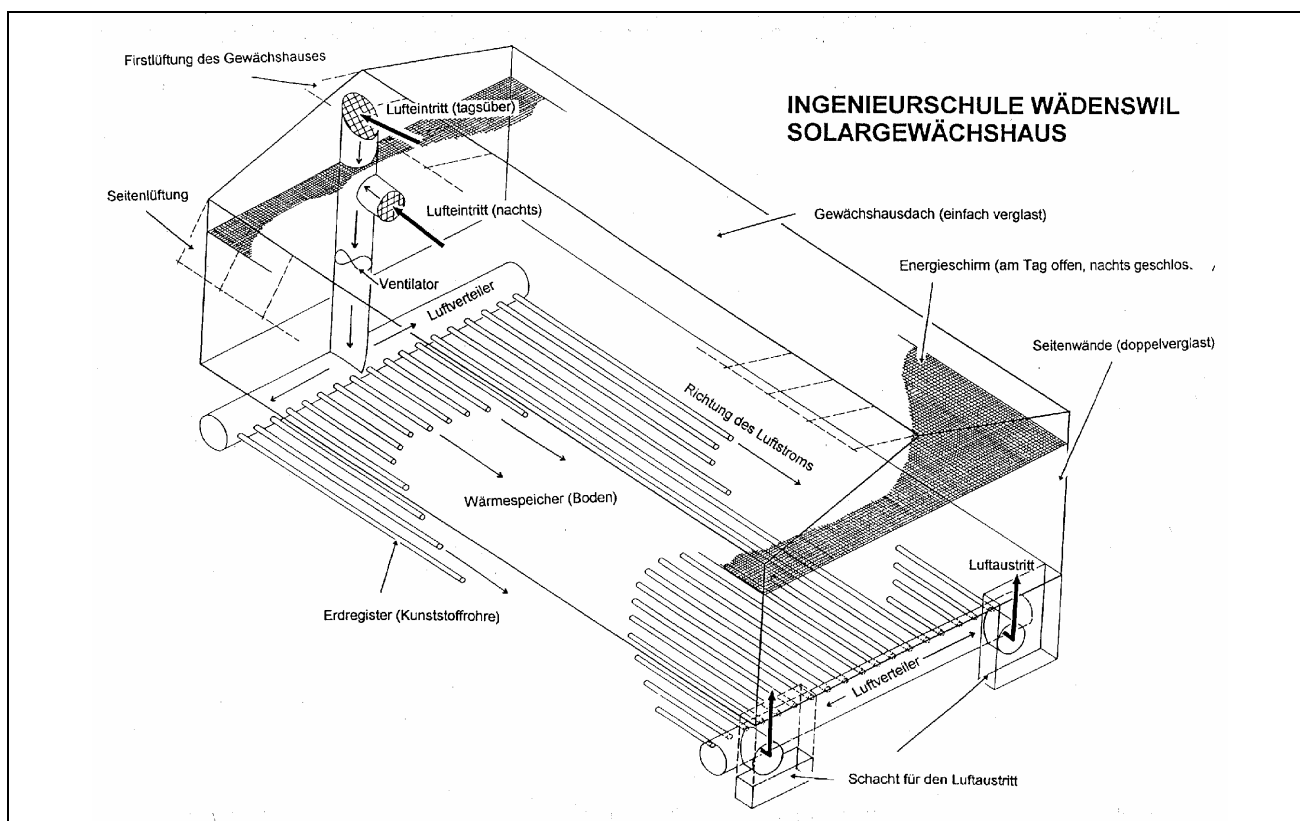 Firstlüftung des Gewächshauses
Lufteintritt (tagsüber)
INGENIEURSCHULE WÄDENSWIL
SOLARGEWÄCHSHAUS
Seitenlüftung
Lufteintritt (nachts)
Gewächshausdach (einfach verglast)
Energieschirm (am Tag offen, nachts geschlos.
Ventilator
Luftverteiler
Seitenwände (doppelverglast)
Richtung des Luftstroms
Wärmespeicher (Boden)
Luftaustritt
Erdregister (Kunststoffrohre)
Luftverteiler
Schacht für den Luftaustritt